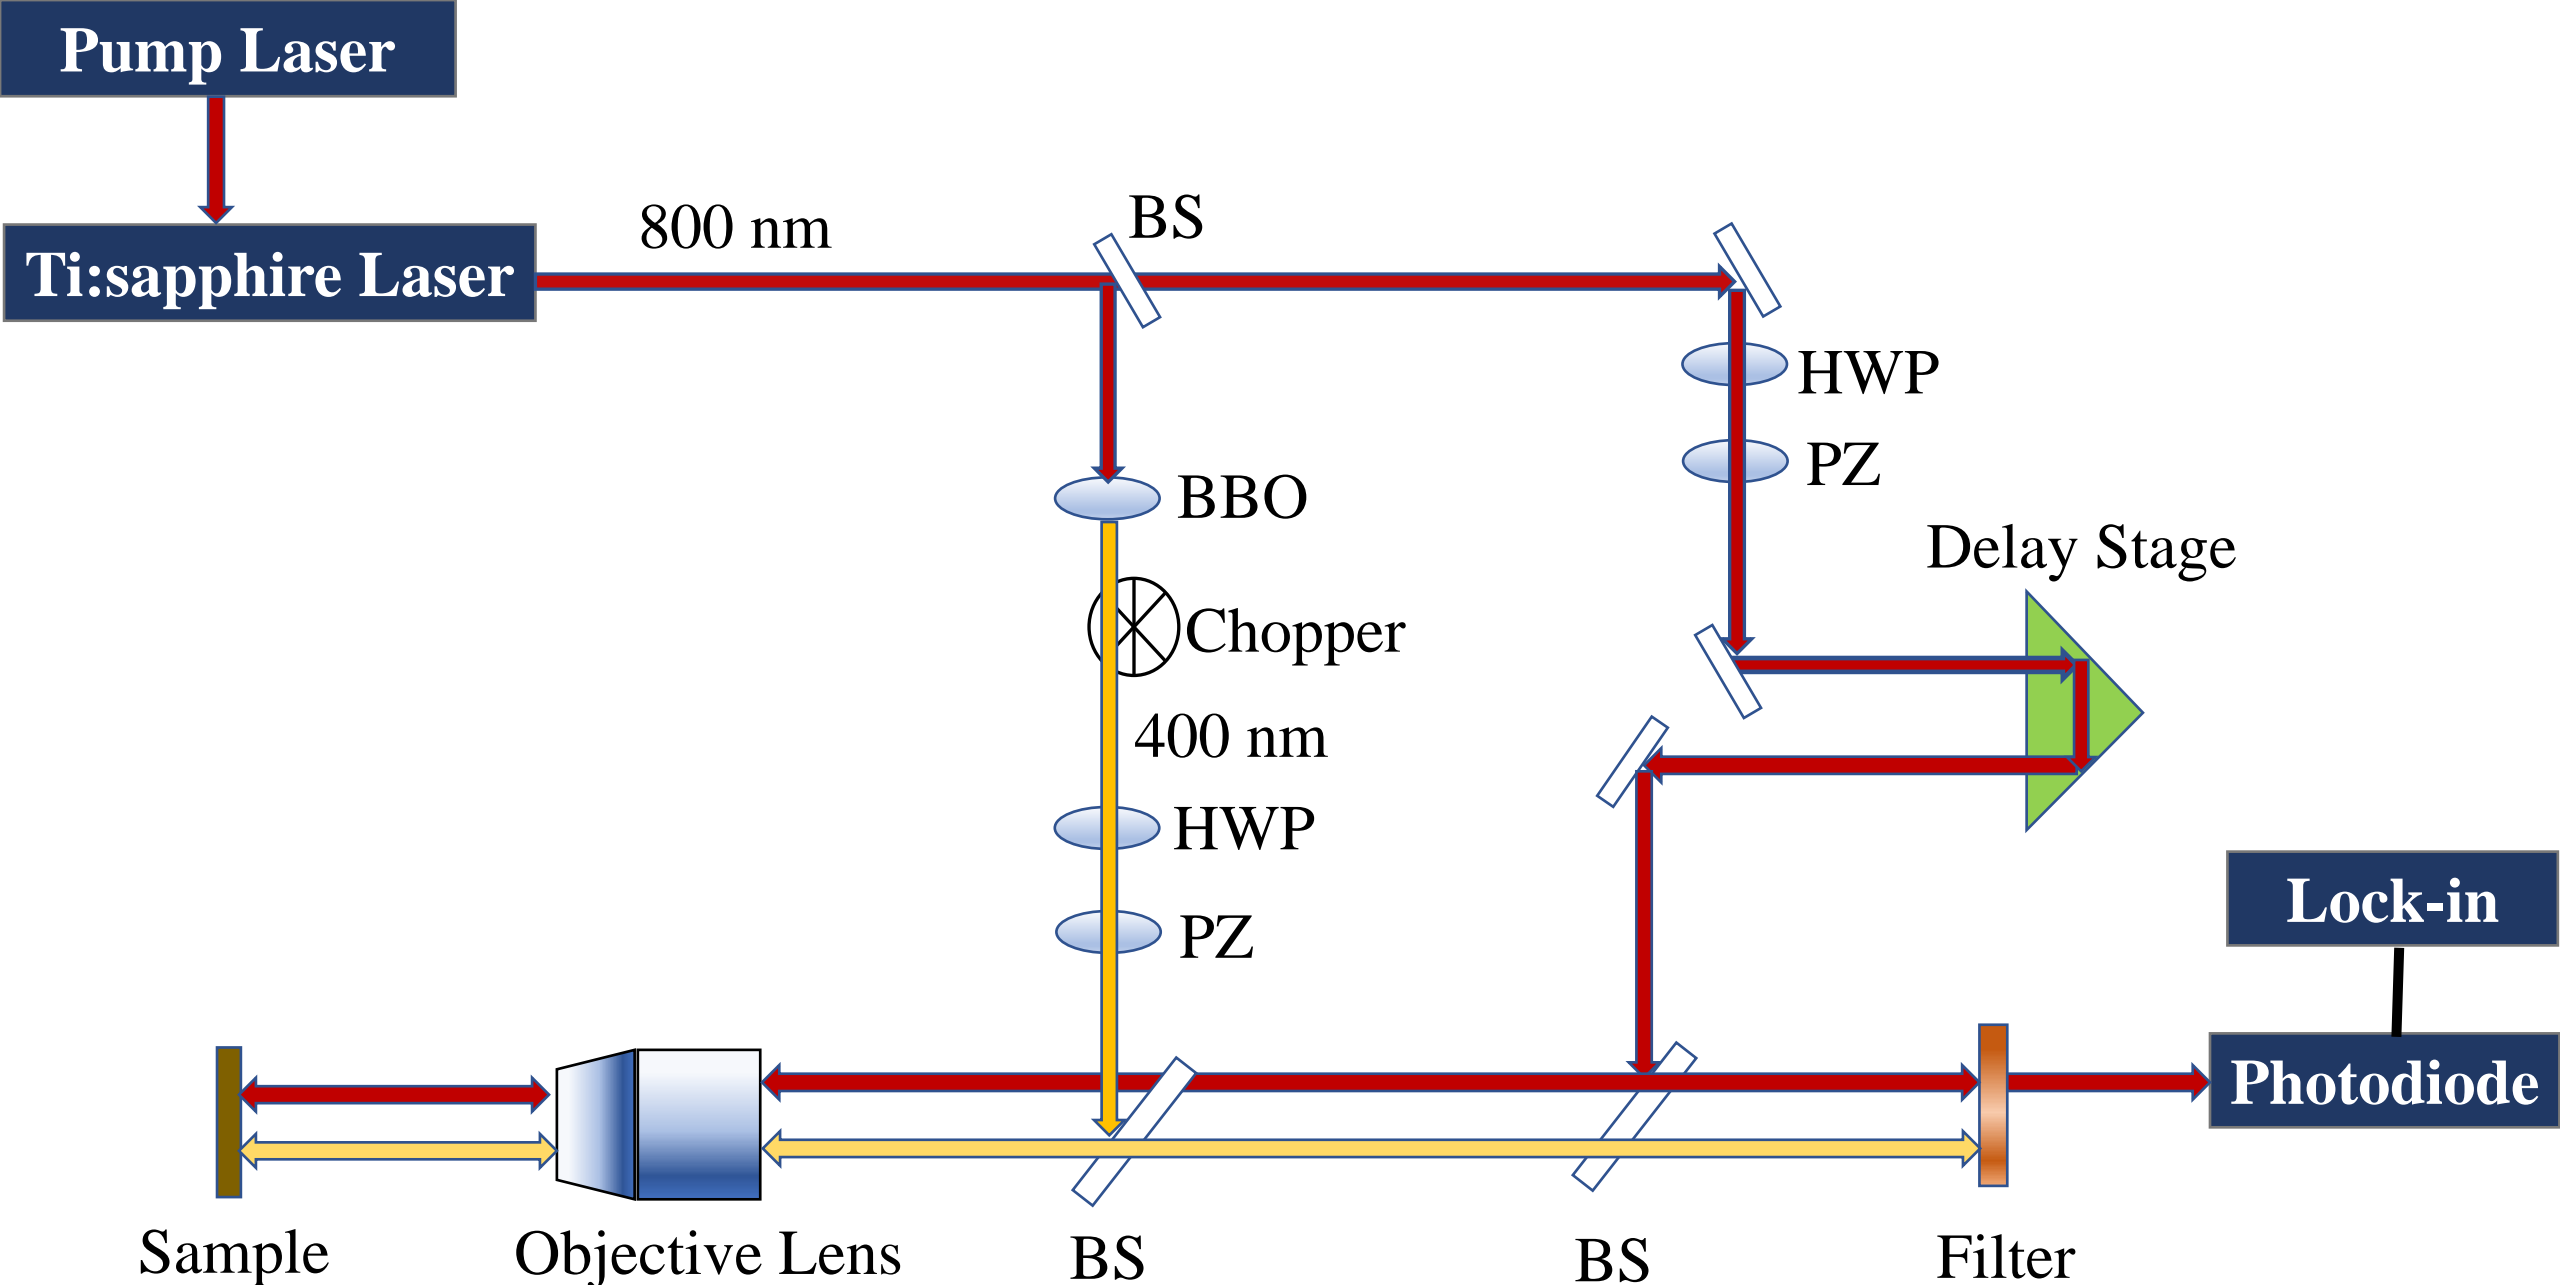 Pump Laser
Ti:sapphire Laser
800 nm
BS
HWP
PZ
BBO
Delay Stage
Chopper
400 nm
HWP
PZ
Lock-in
Photodiode
Sample
Objective Lens
BS
BS
Filter